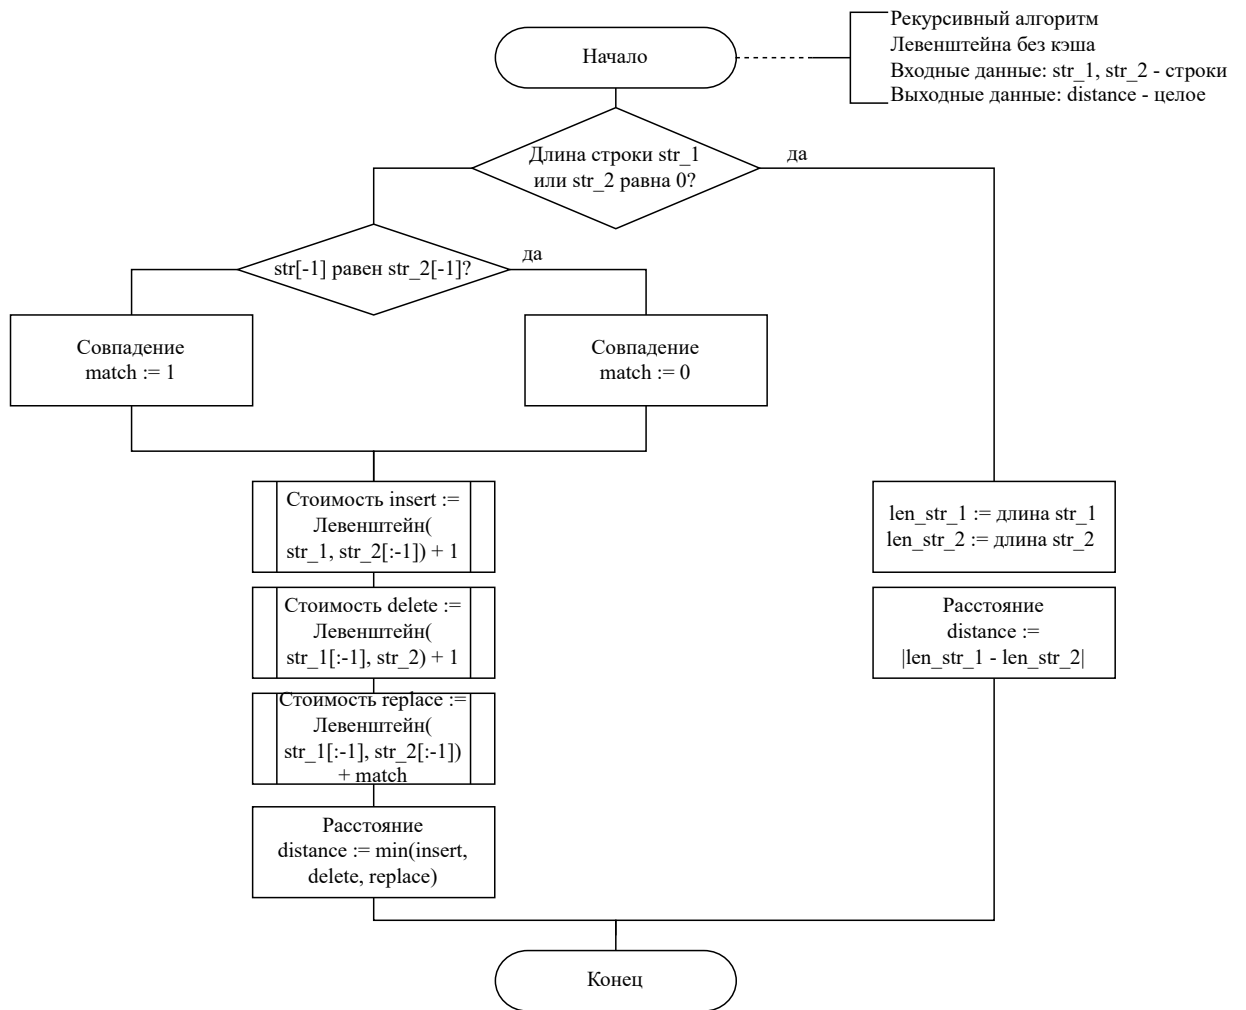 Начало
Рекурсивный алгоритм
Левенштейна без кэша
Входные данные: str_1, str_2 - строки
Выходные данные: distance - целое
Длина строки str_1
или str_2 равна 0?
да
str[-1] равен str_2[-1]?
да
Совпадение
match := 1
Совпадение
match := 0
Стоимость insert :=
Левенштейн(
str_1, str_2[:-1]) + 1
len_str_1 := длина str_1
len_str_2 := длина str_2
Стоимость delete :=
Левенштейн(
str_1[:-1], str_2) + 1
Расстояние
distance :=
|len_str_1 - len_str_2|
Стоимость replace :=
Левенштейн(
str_1[:-1], str_2[:-1])
+ match
Расстояние
distance := min(insert,
delete, replace)
Конец